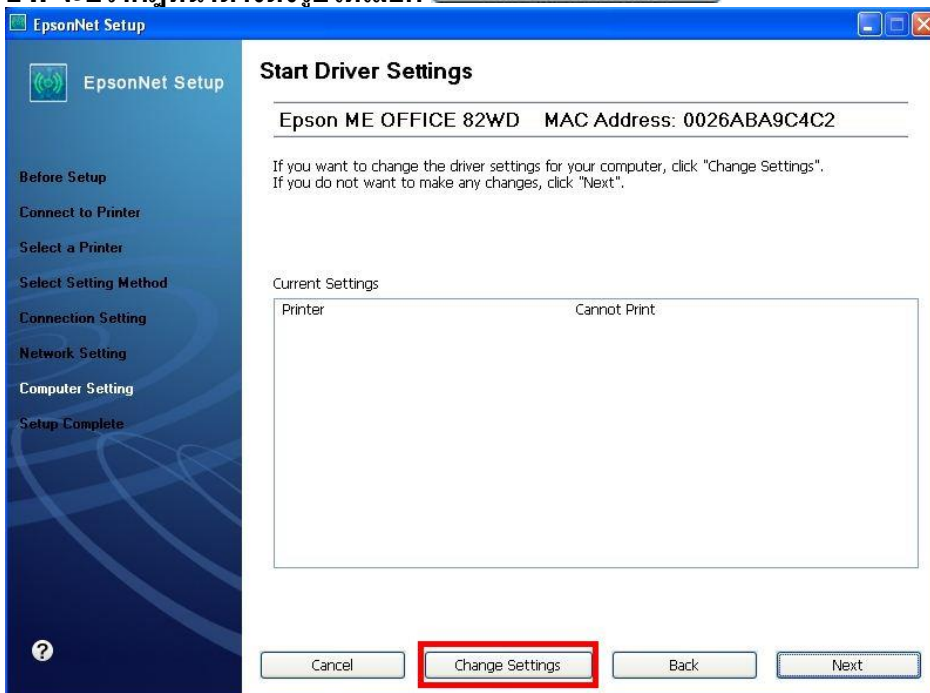 EpsonNet Setup
EpsonNet Setup
Before Setup
Connect to Printer
Select a Printer
Select Setting Method
Connection Setting
Network Setting
Computer Setting
Setup Complete
?
Start Driver Settings
Epson ME OFFICE 82WD MAC Address: 0026ABA9C4C2
If you want to change the driver settings for your computer, click "Change Settings".
If you do not want to make any changes, click "Next".
Current Settings
Printer Cannot Print
Cancel Change Settings Back Next